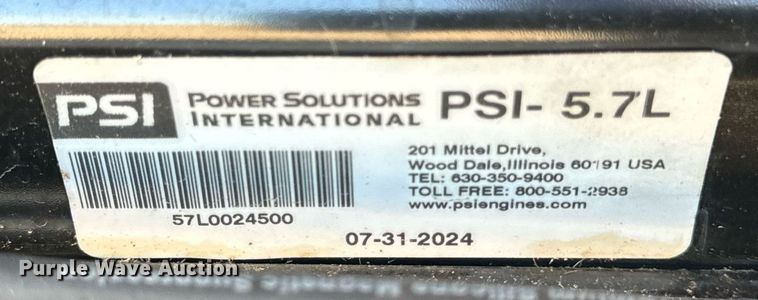 PSI POWER SOLUTIONS INTERNATIONAL PSI- 5.7L
201 Mittel Drive,
Wood Dale,Illinois 60191 USA
TEL: 630-350-9400
TOLL FREE: 800-551-2938
www.psiengines.com
57L0024500
07-31-2024
Purple Wave Auction